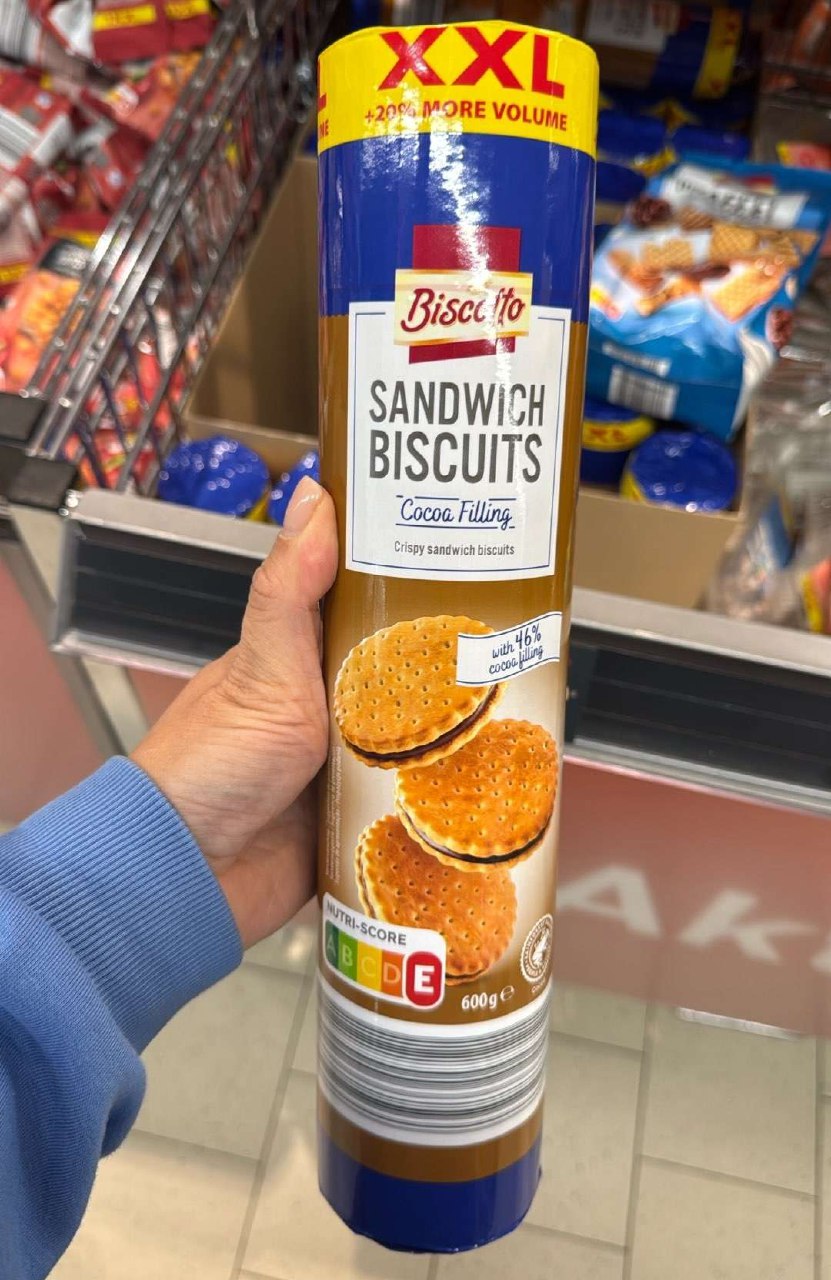 XXL
+20% MORE VOLUME
Biscotto
SANDWICH
BISCUITS
Cocoa Filling
Crispy sandwich biscuits
with 46%
cocoa filling
NUTRI-SCORE
A B C D E
600g ℮
AK